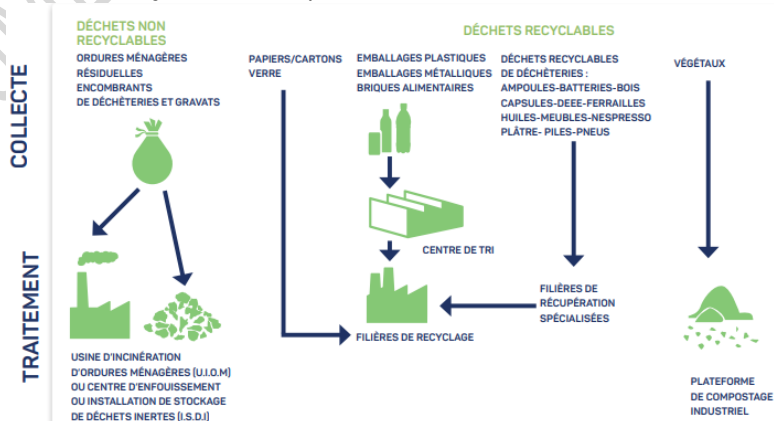 DÉCHETS NON
RECYCLABLES
ORDURES MÉNAGÈRES
RÉSIDUELLES
ENCOMBRANTS
DE DÉCHÈTERIES ET GRAVATS
DÉCHETS RECYCLABLES
PAPIERS/CARTONS
VERRE
EMBALLAGES PLASTIQUES
EMBALLAGES MÉTALLIQUES
BRIQUES ALIMENTAIRES
DÉCHETS RECYCLABLES
DE DÉCHÈTERIES :
AMPOULES-BATTERIES-BOIS
CAPSULES-DEEE-FERRAILLES
HUILES-MEUBLES-NESPRESSO
PLÂTRE- PILES-PNEUS
VÉGÉTAUX
COLLECTE
CENTRE DE TRI
TRAITEMENT
FILIÈRES DE
RÉCUPÉRATION
SPÉCIALISÉES
FILIÈRES DE RECYCLAGE
USINE D'INCINÉRATION
D'ORDURES MÉNAGÈRES (U.I.O.M)
OU CENTRE D'ENFOUISSEMENT
OU INSTALLATION DE STOCKAGE
DE DÉCHETS INERTES (I.S.D.I)
PLATEFORME
DE COMPOSTAGE
INDUSTRIEL